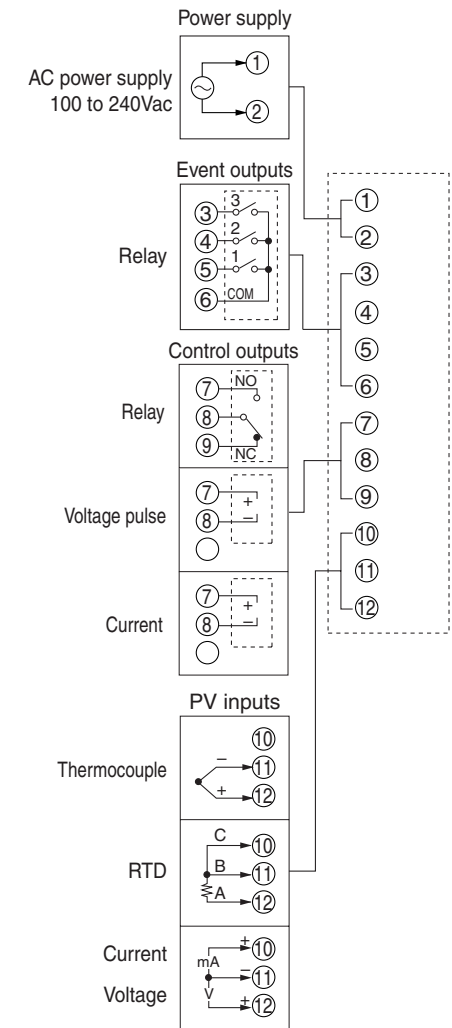 Power supply
AC power supply
100 to 240Vac
1
2
Event outputs
Relay
3 3
4 2
5 1
6 COM
Control outputs
Relay
7 NO
8
9 NC
Voltage pulse
7 +
8 −
Current
7 +
8 −
PV inputs
Thermocouple
10
− 11
+ 12
RTD
C 10
B 11
A 12
Current
mA
Voltage
V
± 10
− 11
± 12
1
2
3
4
5
6
7
8
9
10
11
12